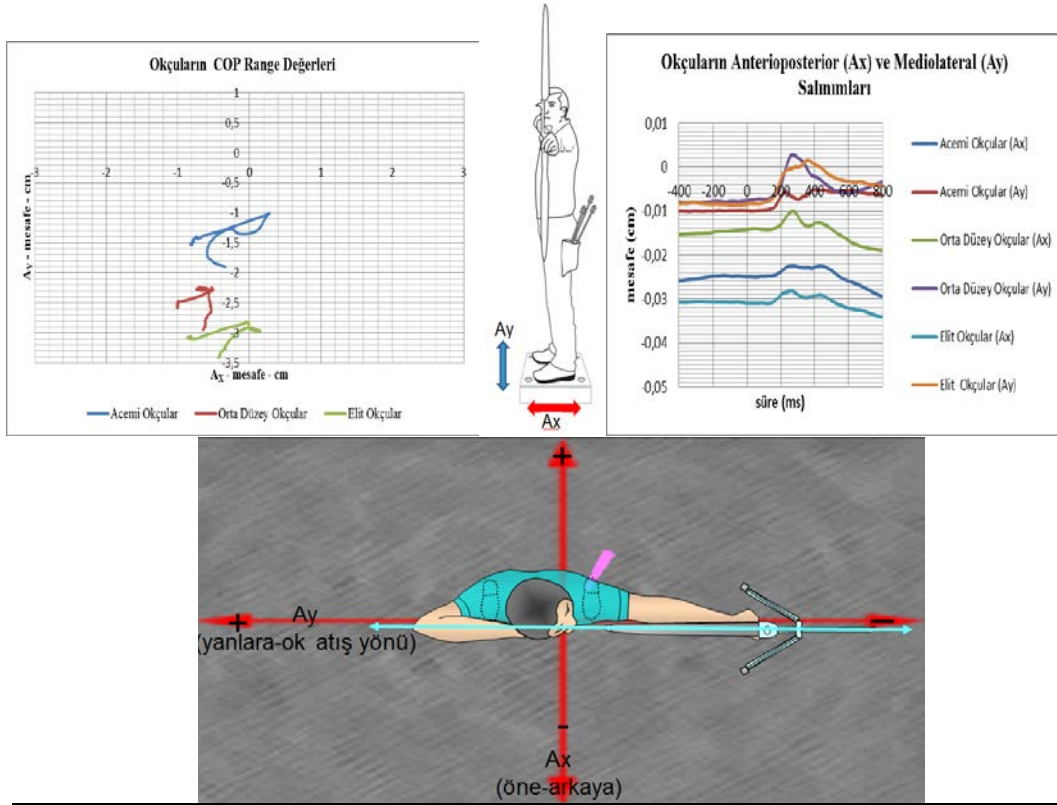 Okçuların COP Range Değerleri
1
0,5
0
-3
-2
-1
0
1
2
3
-0,5
-1
-1,5
-2
-2,5
-3
-3,5
Ay - mesafe - cm
Ax - mesafe - cm
Acemi Okçular
Orta Düzey Okçular
Elit Okçular
Ay
Ax
Okçuların Anterioposterior (Ax) ve Mediolateral (Ay)
Salınımları
0,01
0
-400
-200
0
200
400
600
800
-0,01
-0,02
-0,03
-0,04
-0,05
mesafe (cm)
süre (ms)
Acemi Okçular (Ax)
Acemi Okçular (Ay)
Orta Düzey Okçular (Ax)
Orta Düzey Okçular (Ay)
Elit Okçular (Ax)
Elit Okçular (Ay)
+
+
Ay
(yanlara-ok atış yönü)
-
-
Ax
(öne-arkaya)